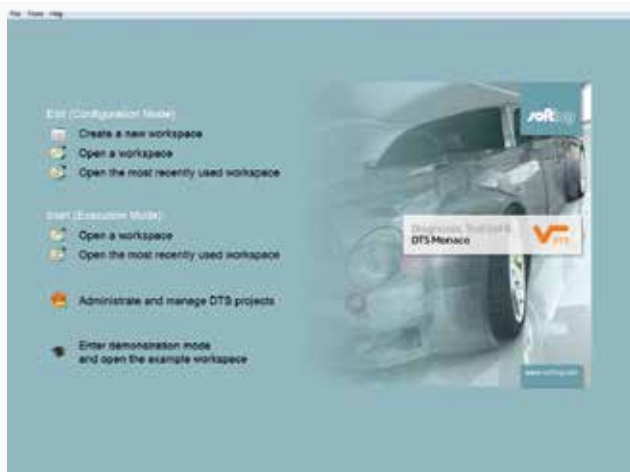 File Tools Help
Edit (Configuration Mode)
Create a new workspace
Open a workspace
Open the most recently used workspace
Start (Execution Mode)
Open a workspace
Open the most recently used workspace
Administrate and manage DTS projects
Enter demonstration mode
and open the example workspace
softing
Diagnostic Tool Set 8
DTS Monaco
DTS
www.softing.com